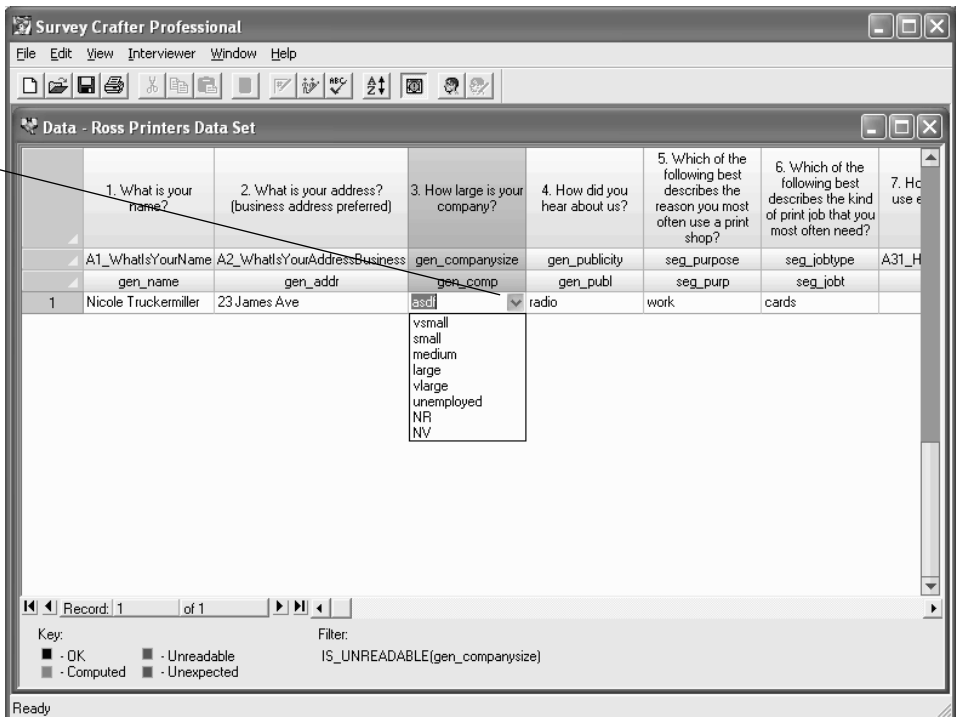 Survey Crafter Professional
File Edit View Interviewer Window Help
ABC
A
Z
Data - Ross Printers Data Set
1. What is your
name?
2. What is your address?
(business address preferred)
3. How large is your
company?
4. How did you
hear about us?
5. Which of the
following best
describes the
reason you most
often use a print
shop?
6. Which of the
following best
describes the kind
of print job that you
most often need?
7. Ho
use e
A1_WhatIsYourName A2_WhatIsYourAddressBusiness gen_companysize gen_publicity seg_purpose seg_jobtype A31_H
gen_name gen_addr gen_comp gen_publ seg_purp seg_jobt
1 Nicole Truckermiller 23 James Ave asdf radio work cards
vsmall
small
medium
large
vlarge
unemployed
NR
NV
Record: 1 of 1
Key: Filter:
- OK - Unreadable IS_UNREADABLE(gen_companysize)
- Computed - Unexpected
Ready